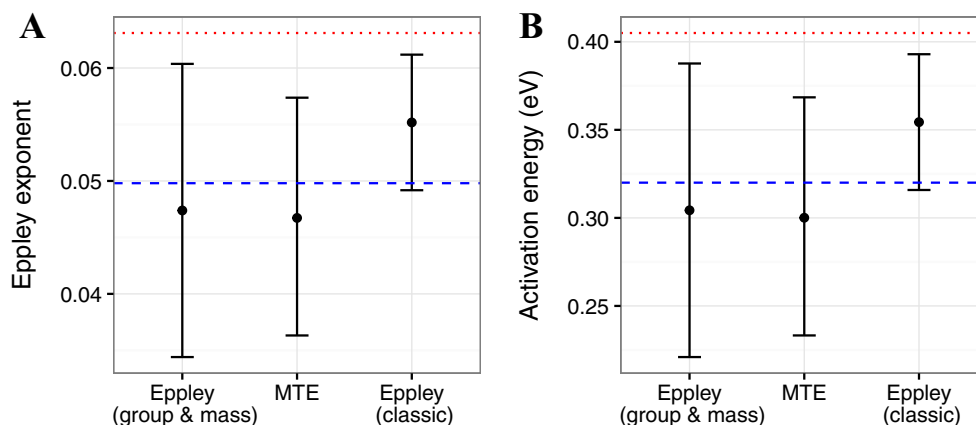 A
Eppley exponent
0.06
0.05
0.04
Eppley
(group & mass)
MTE
Eppley
(classic)
B
Activation energy (eV)
0.40
0.35
0.30
0.25
Eppley
(group & mass)
MTE
Eppley
(classic)